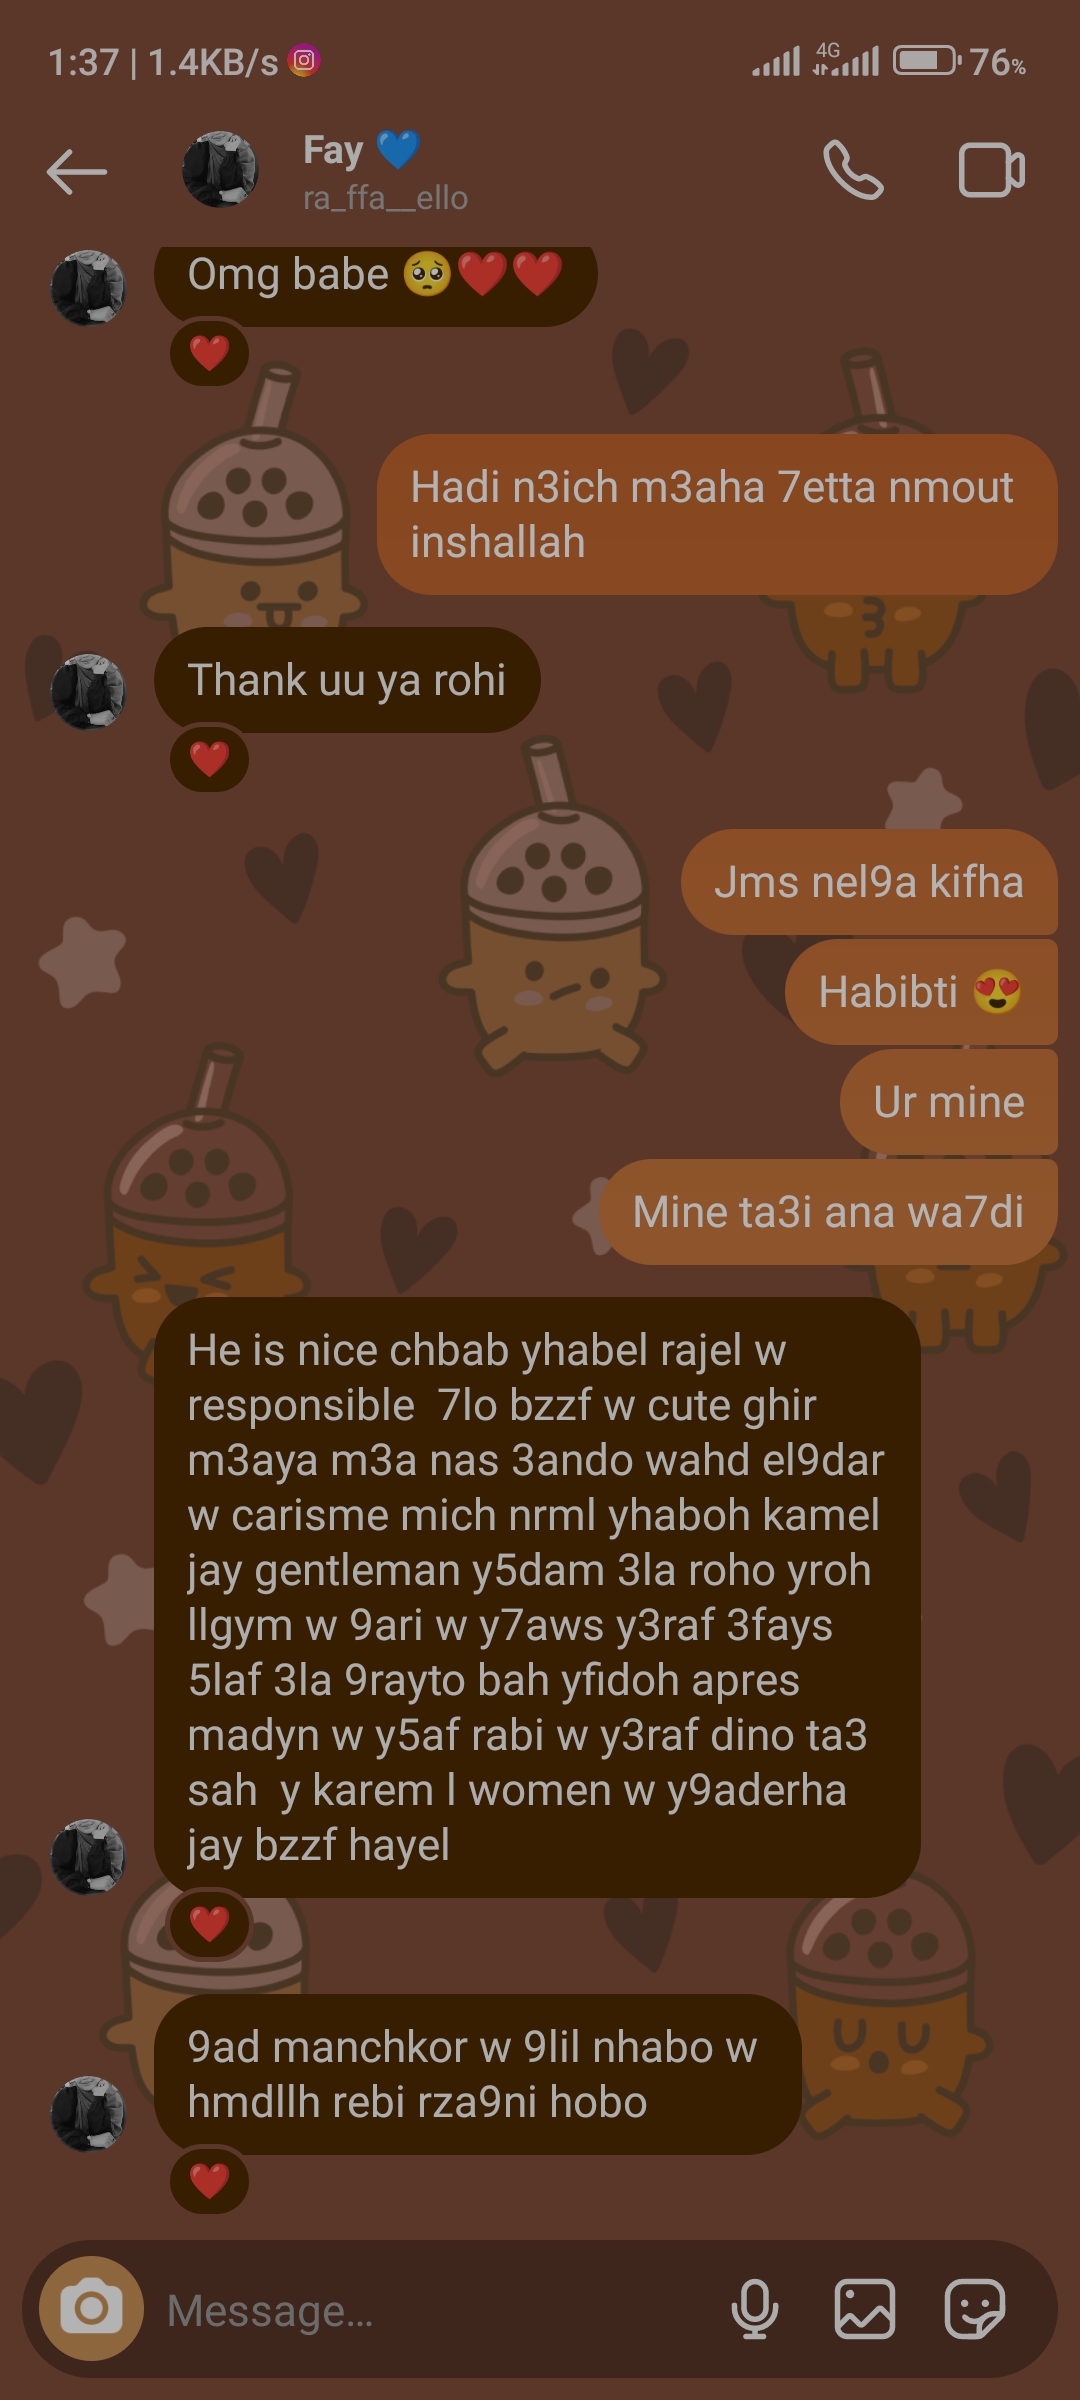 1:37 | 1.4KB/s
4G
76%
Fay 💙
ra_ffa__ello
Omg babe 🥺❤️❤️
❤️
Hadi n3ich m3aha 7etta nmout
inshallah
Thank uu ya rohi
❤️
Jms nel9a kifha
Habibti 😍
Ur mine
Mine ta3i ana wa7di
He is nice chbab yhabel rajel w
responsible  7lo bzzf w cute ghir
m3aya m3a nas 3ando wahd el9dar
w carisme mich nrml yhaboh kamel
jay gentleman y5dam 3la roho yroh
llgym w 9ari w y7aws y3raf 3fays
5laf 3la 9rayto bah yfidoh apres
madyn w y5af rabi w y3raf dino ta3
sah  y karem l women w y9aderha
jay bzzf hayel
❤️
9ad manchkor w 9lil nhabo w
hmdllh rebi rza9ni hobo
❤️
Message...